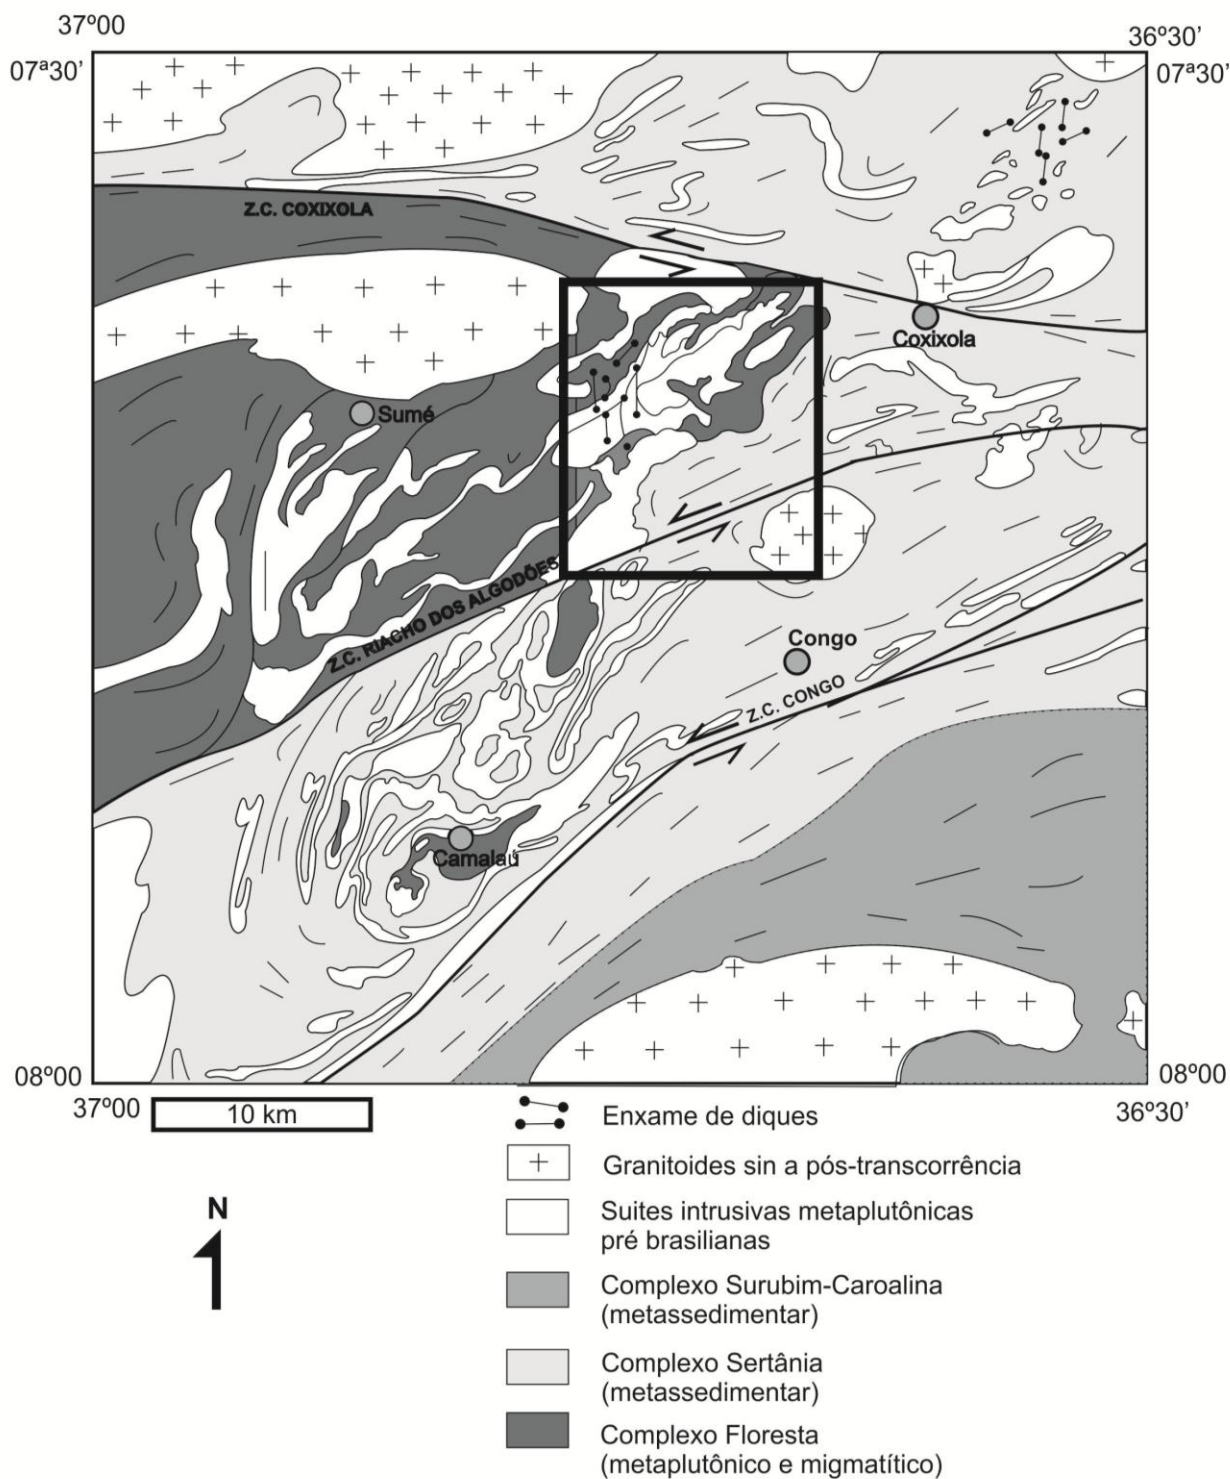 37º00
36º30'
07ª30'
07ª30'
Z.C. COXIXOLA
Coxixola
Sumé
Z.C. RIACHO DOS ALGODÕES
Congo
Z.C. CONGO
Camalaú
08º00
08º00
37º00
36º30'
10 km
Enxame de diques
Granitoides sin a pós-transcorrência
N
Suites intrusivas metaplutônicas
pré brasilianas
Complexo Surubim-Caroalina
(metassedimentar)
Complexo Sertânia
(metassedimentar)
Complexo Floresta
(metaplutônico e migmatítico)